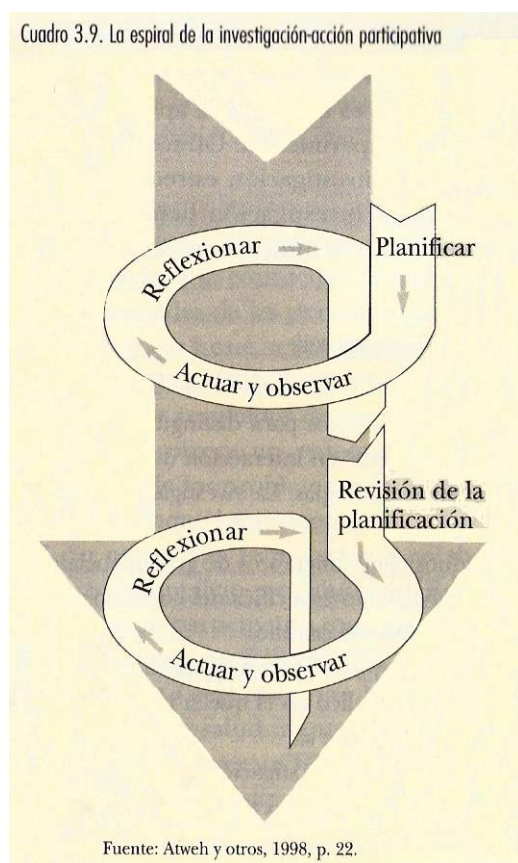 Cuadro 3.9. La espiral de la investigación-acción participativa
Reflexionar
Planificar
Actuar y observar
Revisión de la
planificación
Reflexionar
Actuar y observar
Fuente: Atweh y otros, 1998, p. 22.